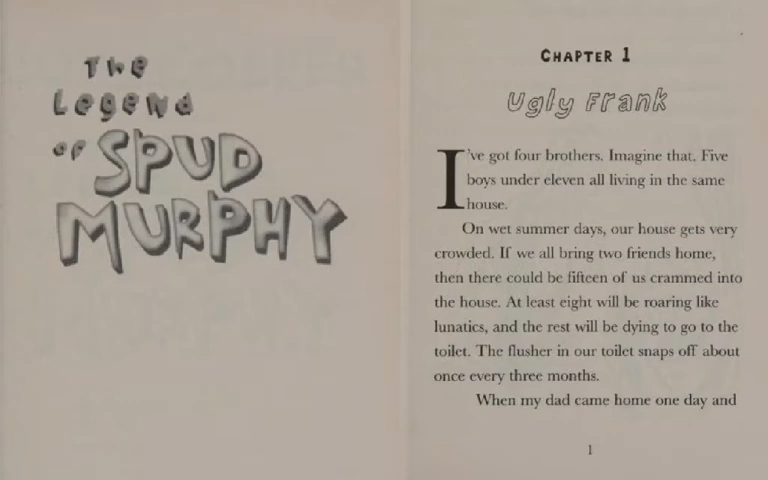 The
Legend
of SPUD
MURPHY
CHAPTER 1
Ugly Frank
I've got four brothers. Imagine that. Five
boys under eleven all living in the same
house.
On wet summer days, our house gets very
crowded. If we all bring two friends home,
then there could be fifteen of us crammed into
the house. At least eight will be roaring like
lunatics, and the rest will be dying to go to the
toilet. The flusher in our toilet snaps off about
once every three months.
When my dad came home one day and
1